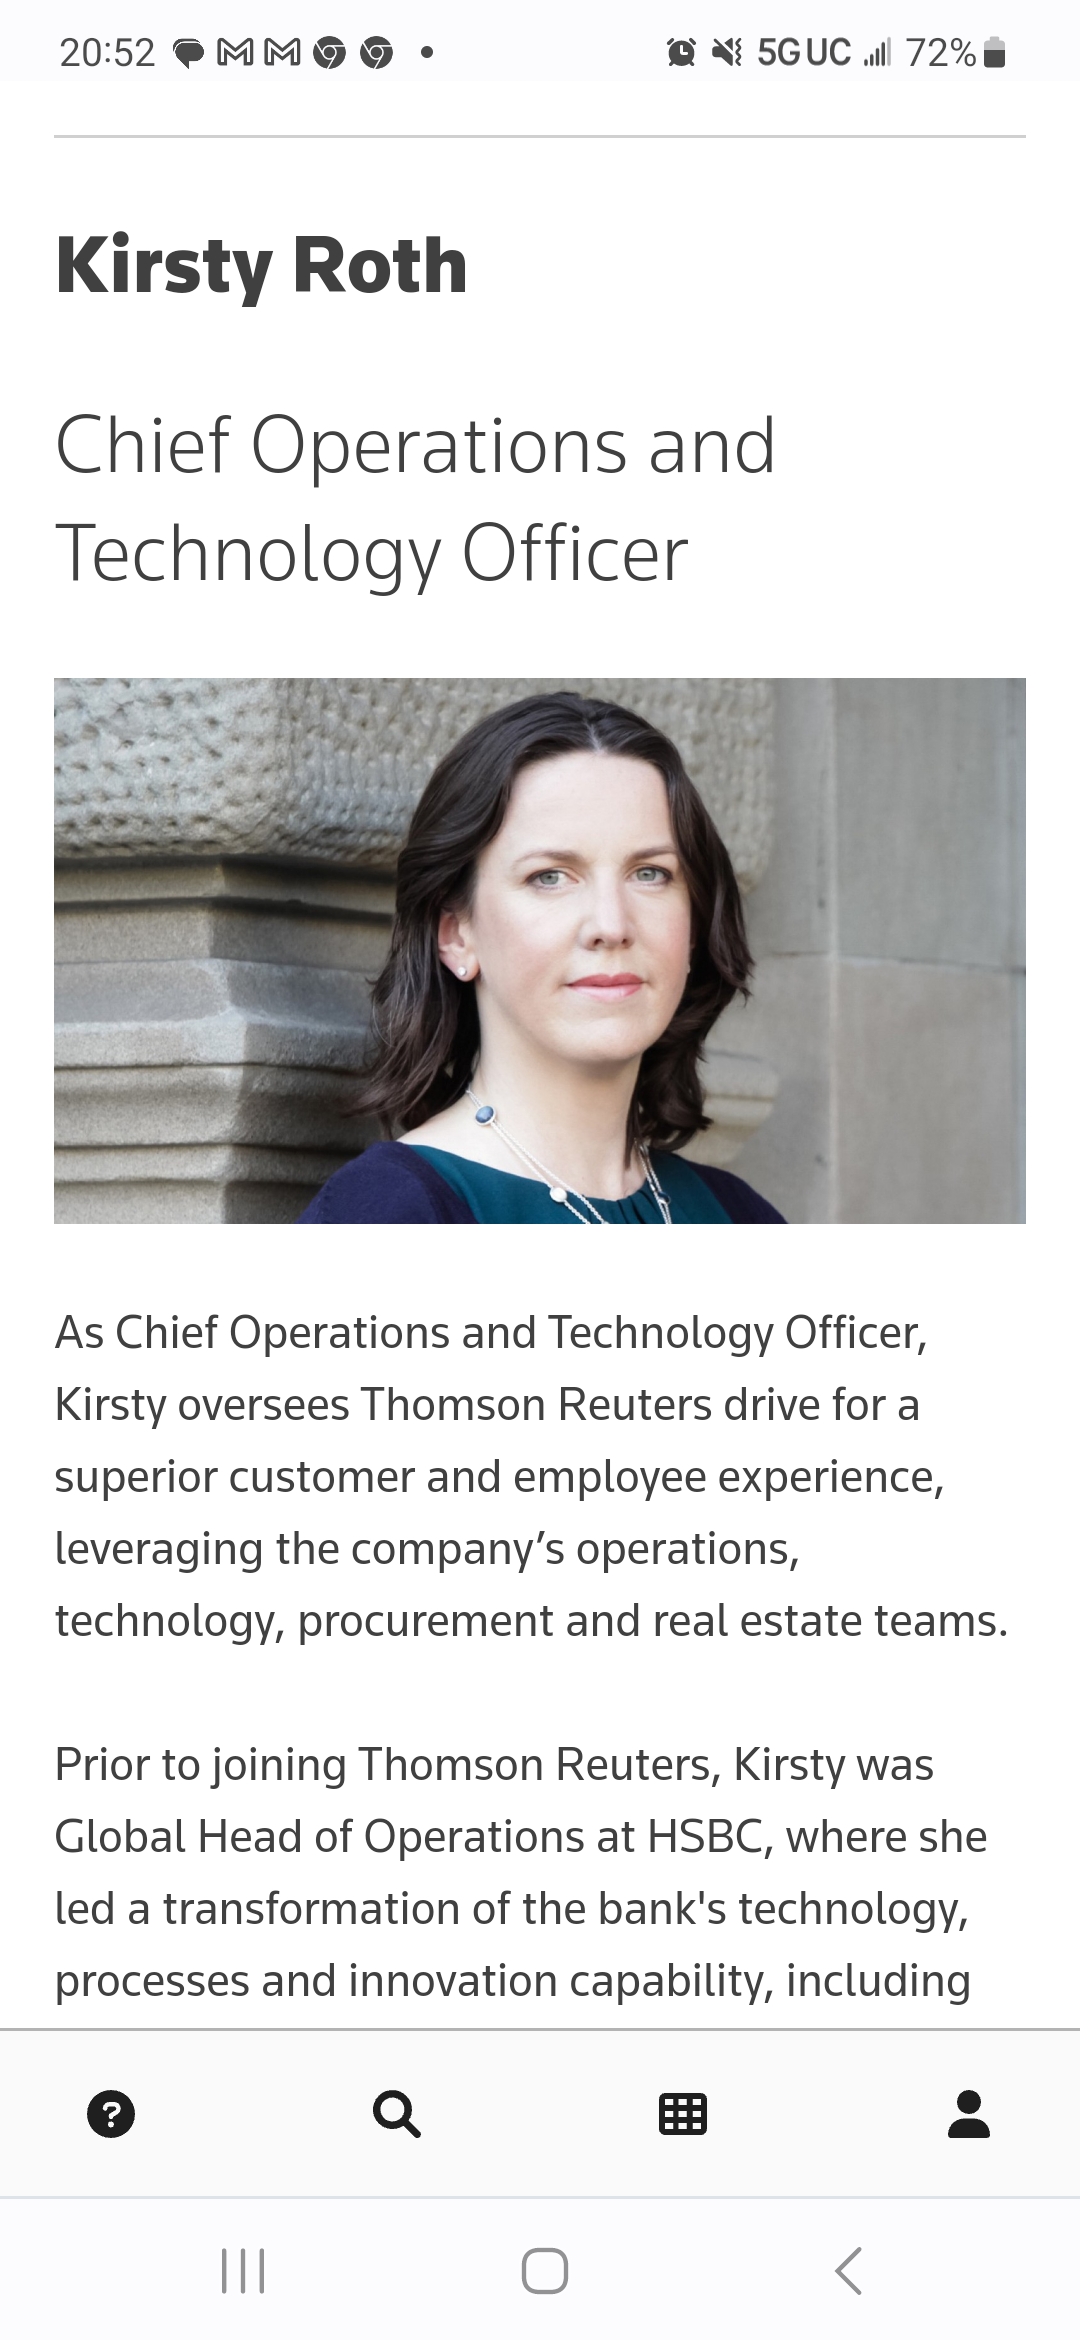 20:52
5G UC 72%
Kirsty Roth
Chief Operations and
Technology Officer
As Chief Operations and Technology Officer,
Kirsty oversees Thomson Reuters drive for a
superior customer and employee experience,
leveraging the company’s operations,
technology, procurement and real estate teams.
Prior to joining Thomson Reuters, Kirsty was
Global Head of Operations at HSBC, where she
led a transformation of the bank's technology,
processes and innovation capability, including